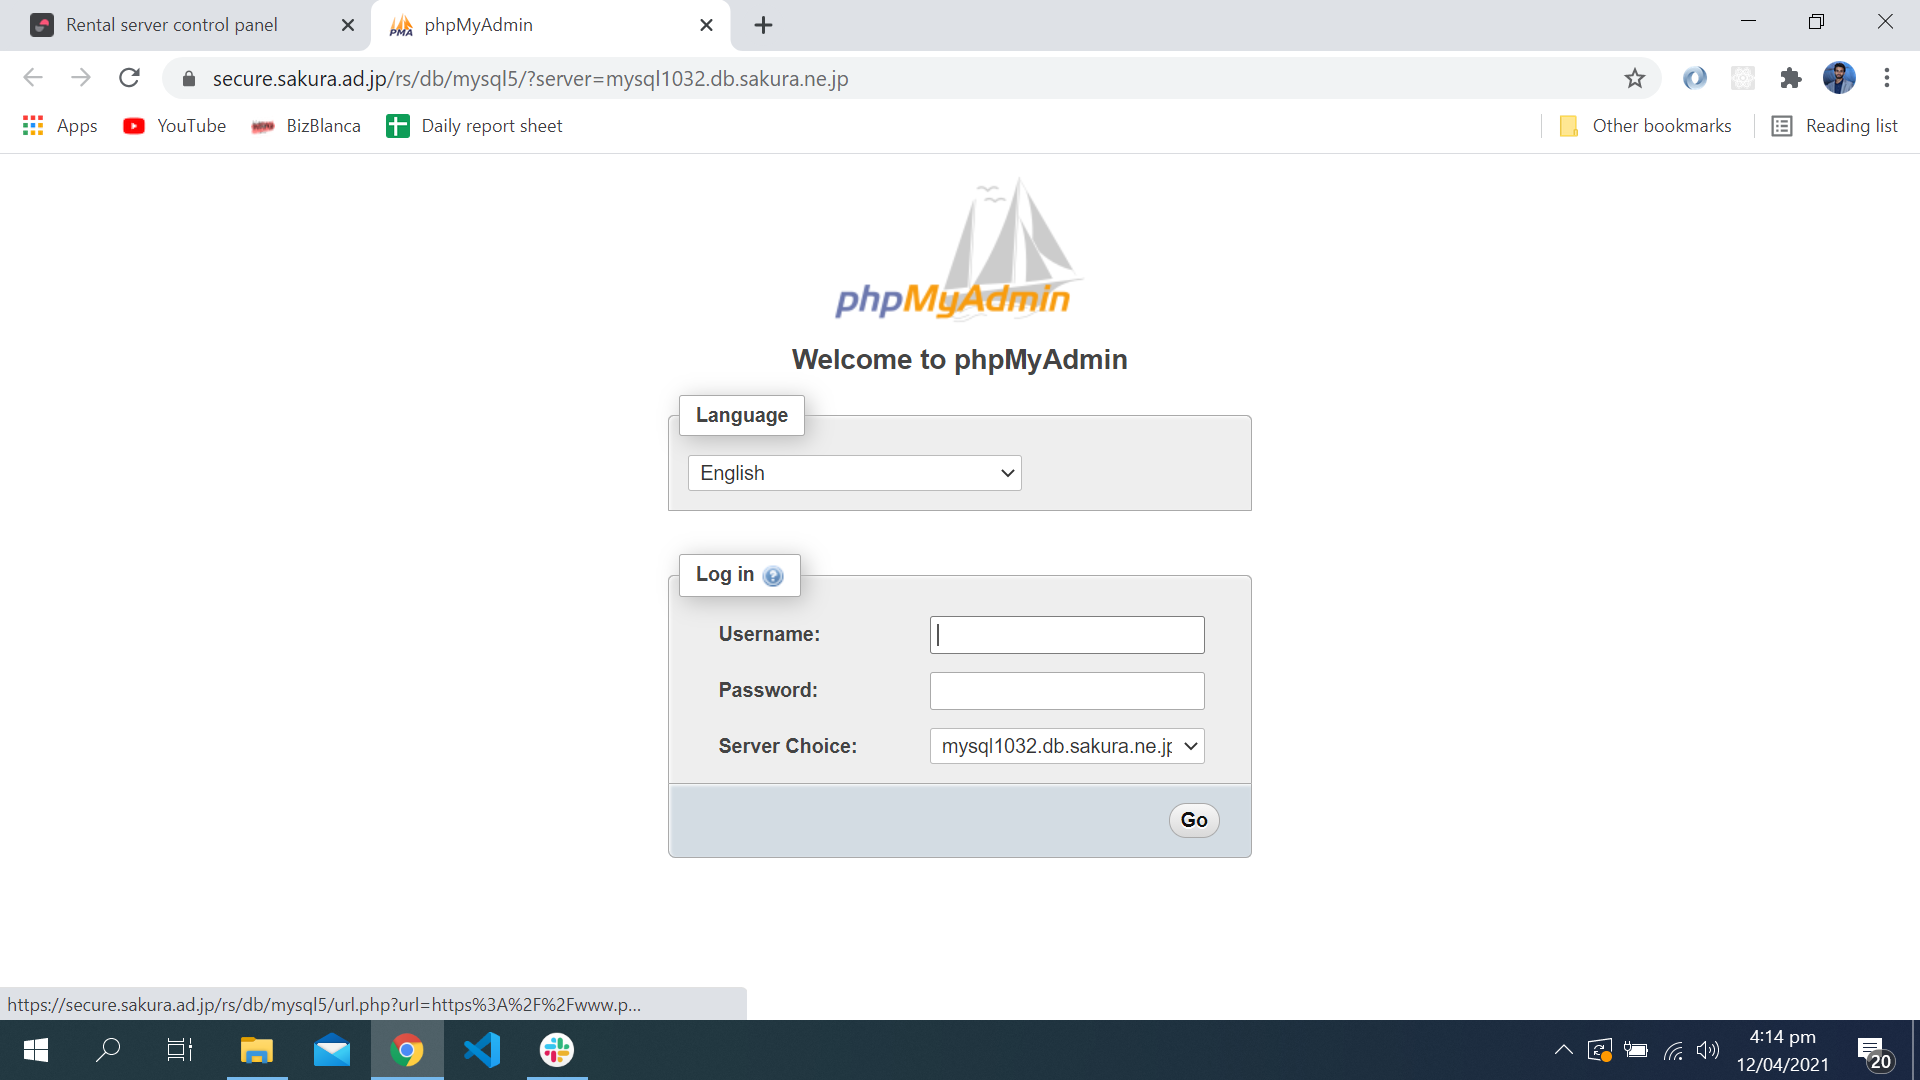 Rental server control panel
phpMyAdmin
secure.sakura.ad.jp/rs/db/mysql5/?server=mysql1032.db.sakura.ne.jp
Apps
YouTube
BizBlanca
Daily report sheet
Other bookmarks
Reading list
phpMyAdmin
Welcome to phpMyAdmin
Language
English
Log in
Username:
Password:
Server Choice:
mysql1032.db.sakura.ne.jp
Go
https://secure.sakura.ad.jp/rs/db/mysql5/url.php?url=https%3A%2F%2Fwww.p...
4:14 pm
12/04/2021
20